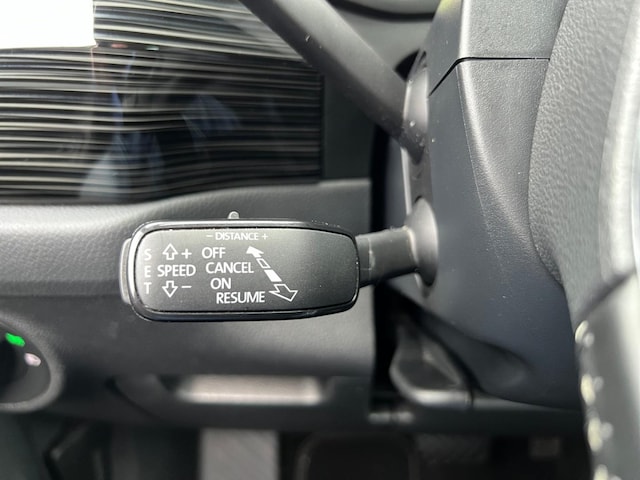 - DISTANCE +
S + OFF
E SPEED CANCEL
T - ON
RESUME